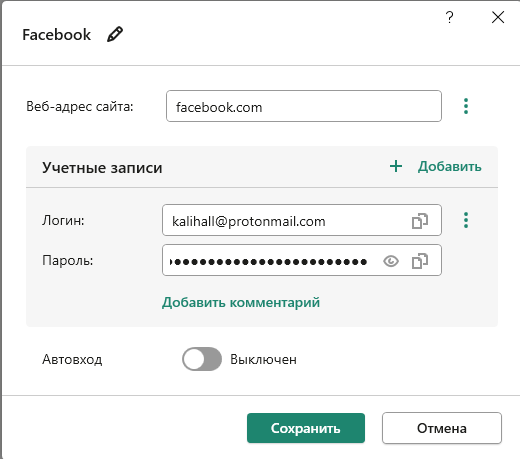 ?
Facebook
Веб-адрес сайта: facebook.com
Учетные записи + Добавить
Логин: kalihall@protonmail.com
Пароль: ••••••••••••••••••••••••
Добавить комментарий
Автовход Выключен
Сохранить Отмена